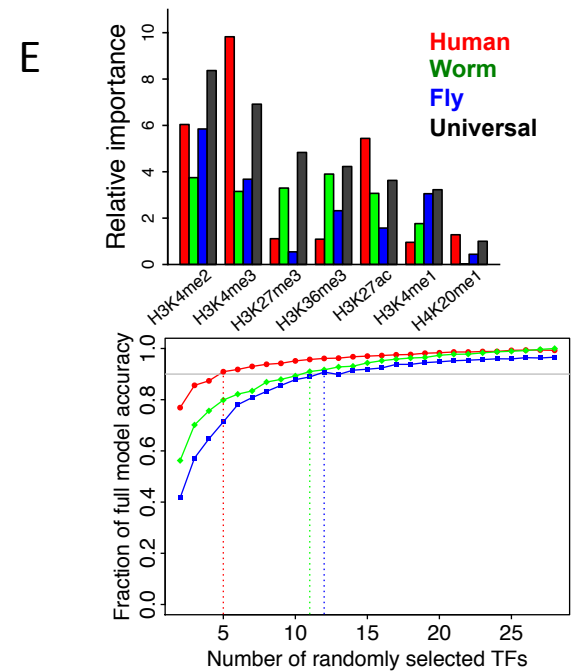 E
Relative importance
10
8
6
4
2
0
Human
Worm
Fly
Universal
H3K4me2
H3K4me3
H3K27me3
H3K36me3
H3K27ac
H3K4me1
H4K20me1
Fraction of full model accuracy
1.0
0.8
0.6
0.4
0.2
0.0
5
10
15
20
25
Number of randomly selected TFs